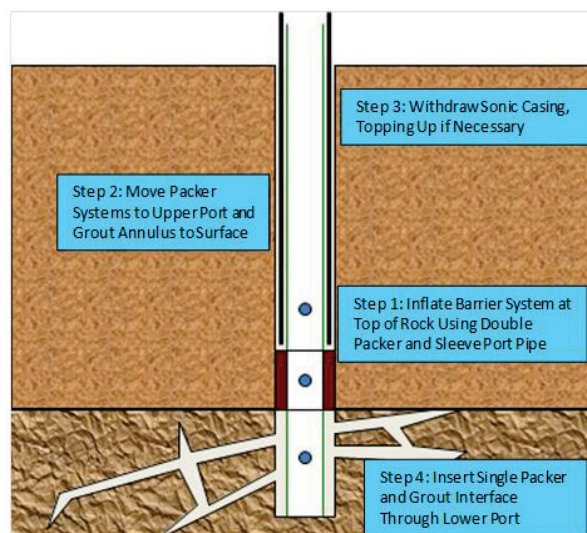 Step 3: Withdraw Sonic Casing,
Topping Up if Necessary
Step 2: Move Packer
Systems to Upper Port and
Grout Annulus to Surface
Step 1: Inflate Barrier System at
Top of Rock Using Double
Packer and Sleeve Port Pipe
Step 4: Insert Single Packer
and Grout Interface
Through Lower Port